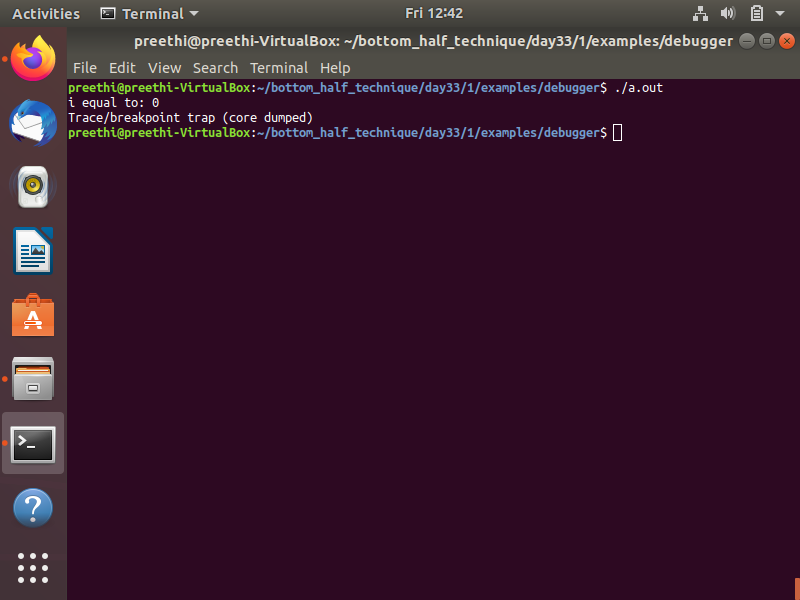 Activities Terminal Fri 12:42
preethi@preethi-VirtualBox: ~/bottom_half_technique/day33/1/examples/debugger
File Edit View Search Terminal Help
preethi@preethi-VirtualBox:~/bottom_half_technique/day33/1/examples/debugger$ ./a.out
i equal to: 0
Trace/breakpoint trap (core dumped)
preethi@preethi-VirtualBox:~/bottom_half_technique/day33/1/examples/debugger$